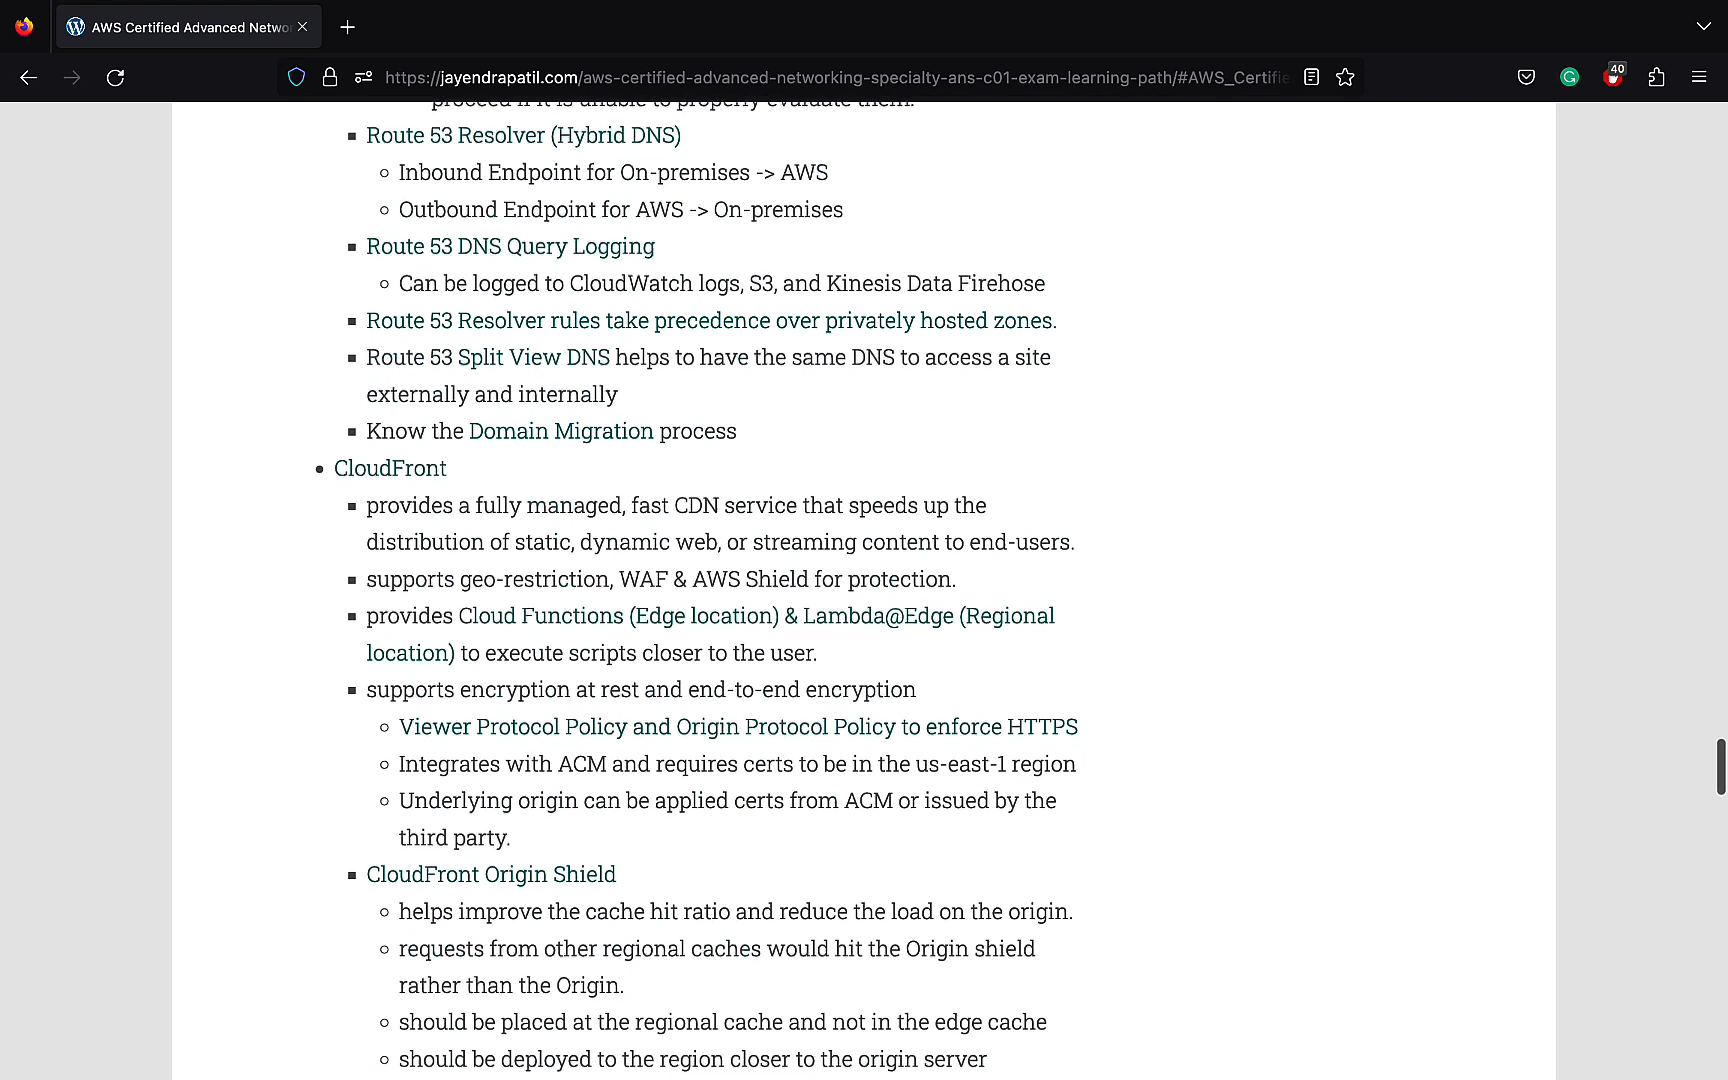 AWS Certified Advanced Netwo
https://jayendrapatil.com/aws-certified-advanced-networking-specialty-ans-c01-exam-learning-path/#AWS_Certifie
40
proceed if it is unable to properly evaluate them.
Route 53 Resolver (Hybrid DNS)
Inbound Endpoint for On-premises -> AWS
Outbound Endpoint for AWS -> On-premises
Route 53 DNS Query Logging
Can be logged to CloudWatch logs, S3, and Kinesis Data Firehose
Route 53 Resolver rules take precedence over privately hosted zones.
Route 53 Split View DNS helps to have the same DNS to access a site
externally and internally
Know the Domain Migration process
CloudFront
provides a fully managed, fast CDN service that speeds up the
distribution of static, dynamic web, or streaming content to end-users.
supports geo-restriction, WAF & AWS Shield for protection.
provides Cloud Functions (Edge location) & Lambda@Edge (Regional
location) to execute scripts closer to the user.
supports encryption at rest and end-to-end encryption
Viewer Protocol Policy and Origin Protocol Policy to enforce HTTPS
Integrates with ACM and requires certs to be in the us-east-1 region
Underlying origin can be applied certs from ACM or issued by the
third party.
CloudFront Origin Shield
helps improve the cache hit ratio and reduce the load on the origin.
requests from other regional caches would hit the Origin shield
rather than the Origin.
should be placed at the regional cache and not in the edge cache
should be deployed to the region closer to the origin server